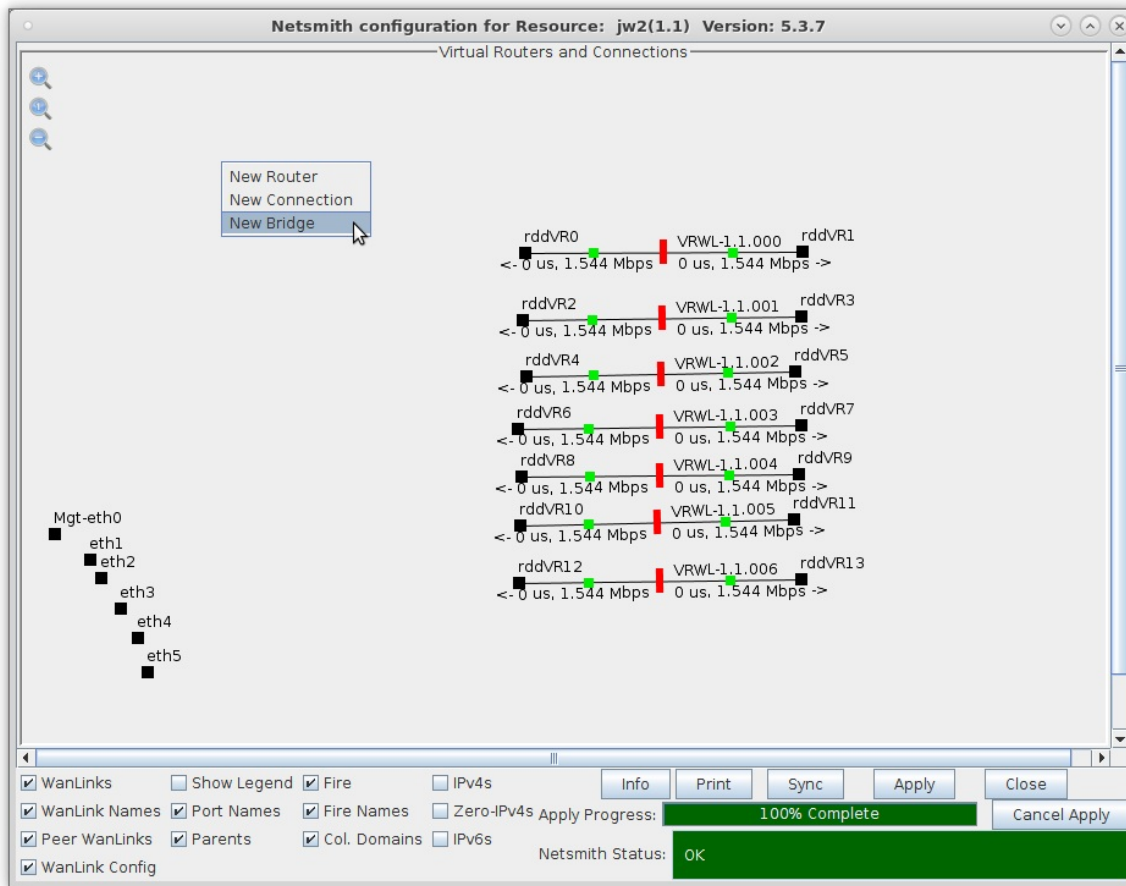 Netsmith configuration for Resource:  jw2(1.1)  Version: 5.3.7
Virtual Routers and Connections
New Router
New Connection
New Bridge
rddVR0 VRWL-1.1.000 rddVR1
<- 0 us, 1.544 Mbps 0 us, 1.544 Mbps ->
rddVR2 VRWL-1.1.001 rddVR3
<- 0 us, 1.544 Mbps 0 us, 1.544 Mbps ->
rddVR4 VRWL-1.1.002 rddVR5
<- 0 us, 1.544 Mbps 0 us, 1.544 Mbps ->
rddVR6 VRWL-1.1.003 rddVR7
<- 0 us, 1.544 Mbps 0 us, 1.544 Mbps ->
rddVR8 VRWL-1.1.004 rddVR9
<- 0 us, 1.544 Mbps 0 us, 1.544 Mbps ->
rddVR10 VRWL-1.1.005 rddVR11
<- 0 us, 1.544 Mbps 0 us, 1.544 Mbps ->
rddVR12 VRWL-1.1.006 rddVR13
<- 0 us, 1.544 Mbps 0 us, 1.544 Mbps ->
Mgt-eth0
eth1
eth2
eth3
eth4
eth5
WanLinks Show Legend Fire IPv4s Info Print Sync Apply Close
WanLink Names Port Names Fire Names Zero-IPv4s Apply Progress: 100% Complete Cancel Apply
Peer WanLinks Parents Col. Domains IPv6s Netsmith Status: OK
WanLink Config